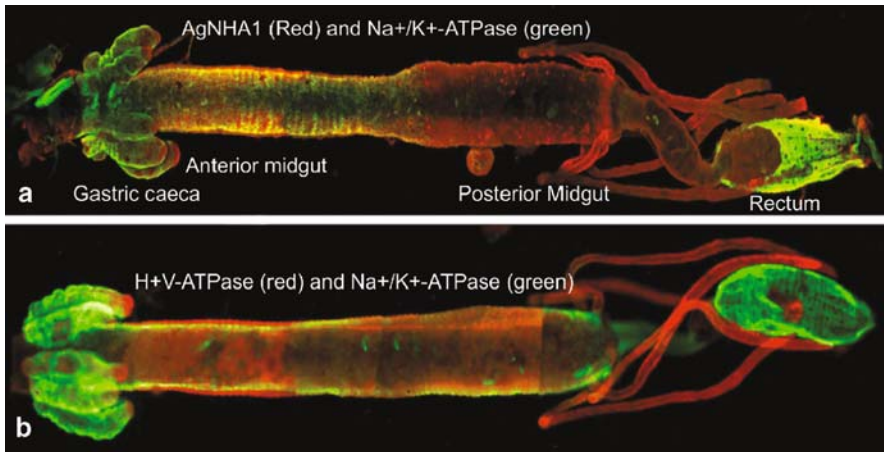 AgNHA1 (Red) and Na+/K+-ATPase (green)
Anterior midgut
a
Gastric caeca
Posterior Midgut
Rectum
H+V-ATPase (red) and Na+/K+-ATPase (green)
b